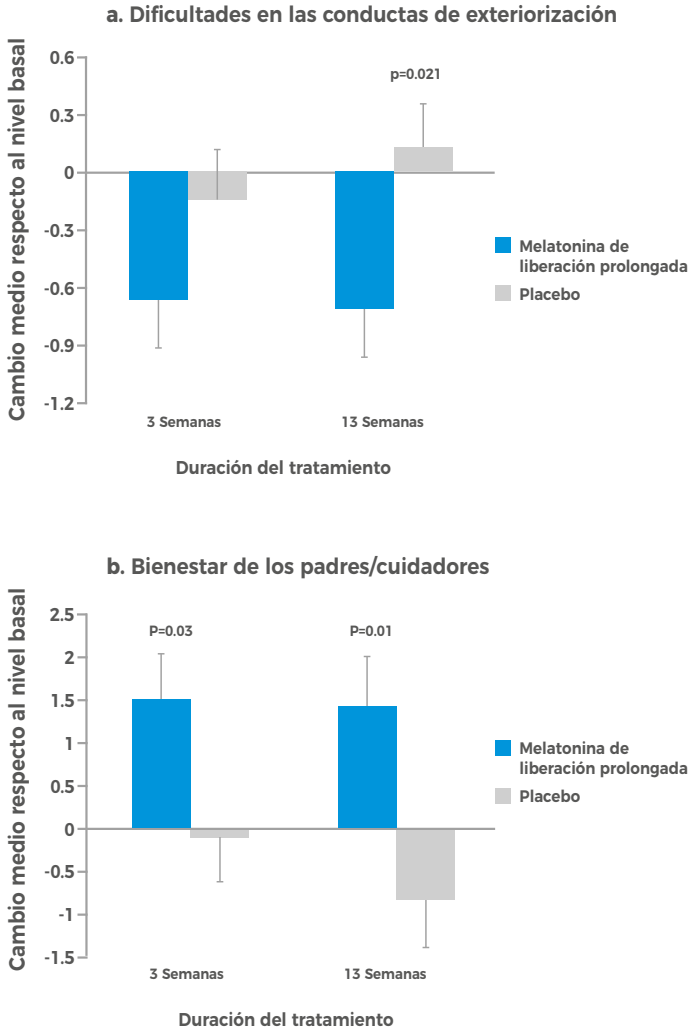 a. Dificultades en las conductas de exteriorización
Cambio medio respecto al nivel basal
0.6
0.3
0
-0.3
-0.6
-0.9
-1.2
p=0.021
3 Semanas
13 Semanas
Duración del tratamiento
Melatonina de
liberación prolongada
Placebo
b. Bienestar de los padres/cuidadores
Cambio medio respecto al nivel basal
2.5
2
1.5
1
0.5
0
-0.5
-1
-1.5
P=0.03
P=0.01
3 Semanas
13 Semanas
Duración del tratamiento
Melatonina de
liberación prolongada
Placebo